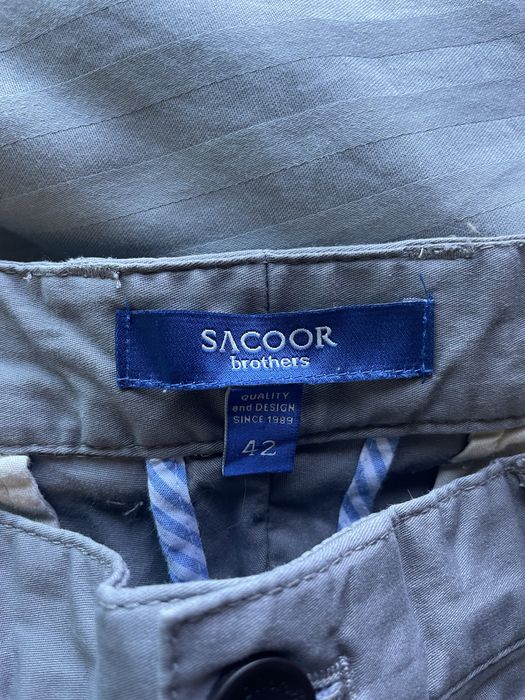 SACOOR
brothers
QUALITY
and DESIGN
SINCE 1989
42